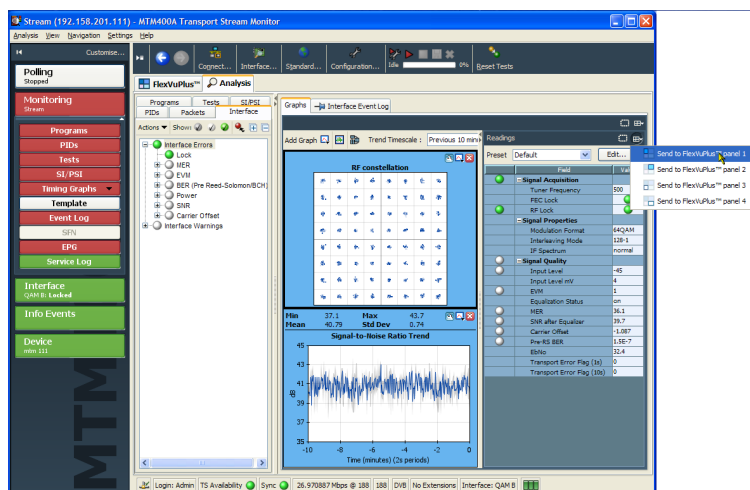 Stream (192.158.201.111) - MTM400A Transport Stream Monitor
Analysis View Navigation Settings Help
Customise...
Connect... Interface... Standard... Configuration... Idle 0% Reset Tests
Polling
Stopped
FlexVuPlus™ Analysis
Monitoring
Stream
Programs
PIDs
Tests
SI/PSI
Timing Graphs
Template
Event Log
SFN
EPG
Service Log
Interface
QAM B: Locked
Info Events
Device
mtm 111
MTM
Programs Tests SI/PSI
PIDs Packets Interface
Actions Show:
Interface Errors
Lock
MER
EVM
BER (Pre Reed-Solomon/BCH)
Power
SNR
Carrier Offset
Interface Warnings
Graphs Interface Event Log
Add Graph Trend Timescale : Previous 10 min
RF constellation
Min 37.1 Max 43.7
Mean 40.79 Std Dev 0.74
Signal-to-Noise Ratio Trend
45
43
41
39
37
35
dB
-10 -8 -6 -4 -2 0
Time (minutes) (2s periods)
Readings
Preset Default Edit...
Field Val
Signal Acquisition
Tuner Frequency 500
FEC Lock
RF Lock
Signal Properties
Modulation Format 64QAM
Interleaving Mode 128-1
IF Spectrum normal
Signal Quality
Input Level -45
Input Level mV 4
EVM 1
Equalization Status on
MER 36.1
SNR after Equalizer 39.7
Carrier Offset -1.087
Pre-RS BER 1.5E-7
EbNo 32.4
Transport Error Flag (1s) 0
Transport Error Flag (10s) 0
Send to FlexVuPlus™ panel 1
Send to FlexVuPlus™ panel 2
Send to FlexVuPlus™ panel 3
Send to FlexVuPlus™ panel 4
Login: Admin TS Availability Sync 26.970887 Mbps @ 188 188 DVB No Extensions Interface: QAM B